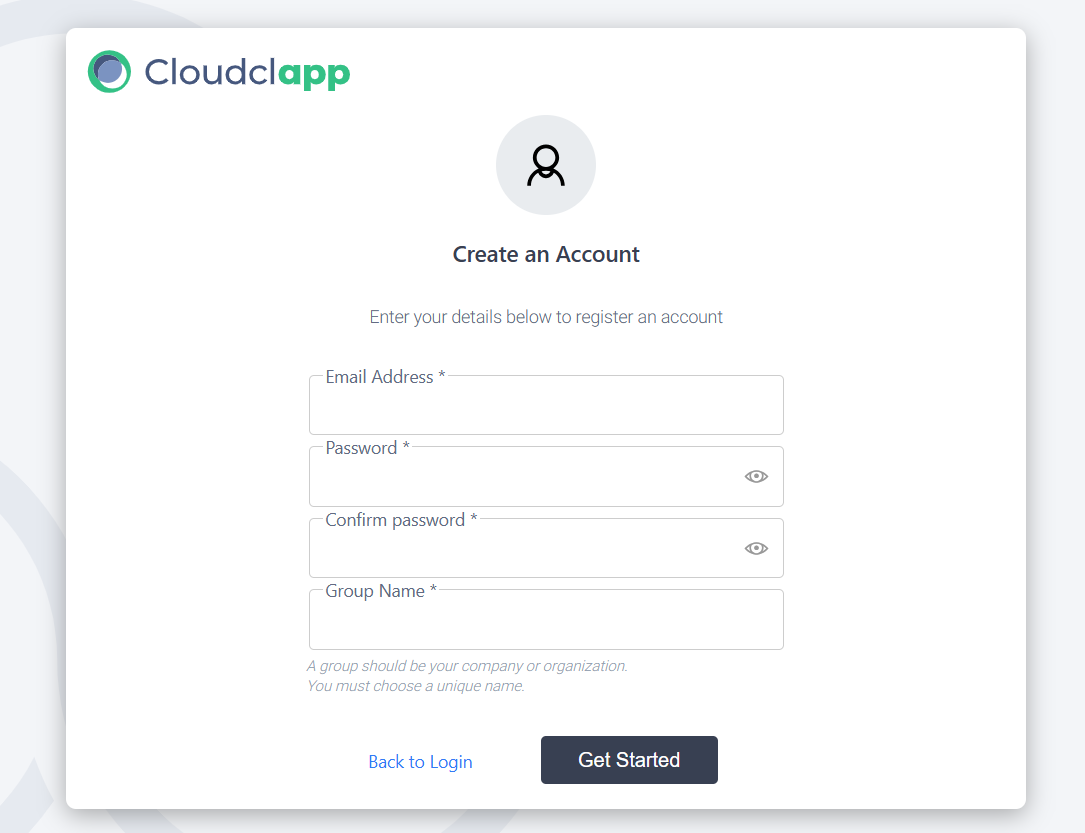 Cloudclapp
Create an Account
Enter your details below to register an account
Email Address *
Password *
Confirm password *
Group Name *
A group should be your company or organization.
You must choose a unique name.
Back to Login
Get Started